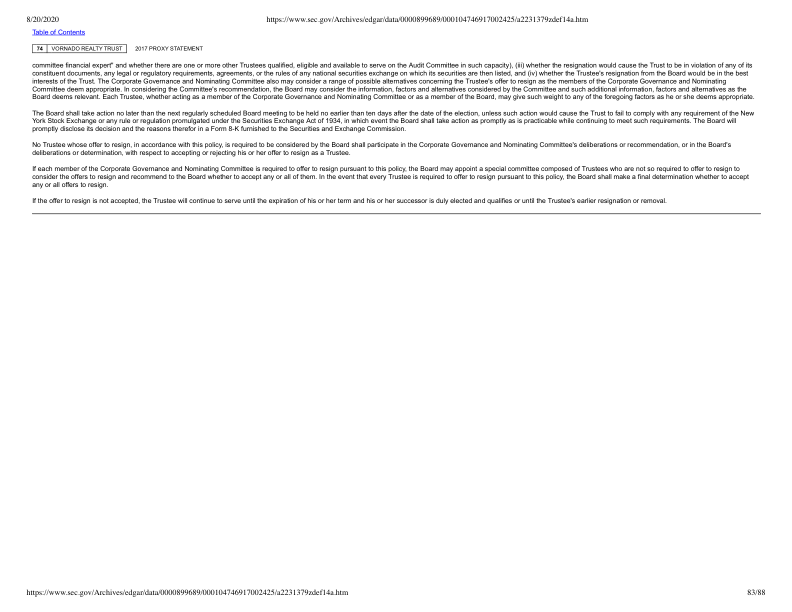 8/20/2020
https://www.sec.gov/Archives/edgar/data/0000899689/000104746917002425/a2231379zdef14a.htm
Table of Contents
74 VORNADO REALTY TRUST 2017 PROXY STATEMENT
committee financial expert" and whether there are one or more other Trustees qualified, eligible and available to serve on the Audit Committee in such capacity), (iii) whether the resignation would cause the Trust to be in violation of any of its
constituent documents, any legal or regulatory requirements, agreements, or the rules of any national securities exchange on which its securities are then listed, and (iv) whether the Trustee's resignation from the Board would be in the best
interests of the Trust. The Corporate Governance and Nominating Committee also may consider a range of possible alternatives concerning the Trustee's offer to resign as the members of the Corporate Governance and Nominating
Committee deem appropriate. In considering the Committee's recommendation, the Board may consider the information, factors and alternatives considered by the Committee and such additional information, factors and alternatives as the
Board deems relevant. Each Trustee, whether acting as a member of the Corporate Governance and Nominating Committee or as a member of the Board, may give such weight to any of the foregoing factors as he or she deems appropriate.
The Board shall take action no later than the next regularly scheduled Board meeting to be held no earlier than ten days after the date of the election, unless such action would cause the Trust to fail to comply with any requirement of the New
York Stock Exchange or any rule or regulation promulgated under the Securities Exchange Act of 1934, in which event the Board shall take action as promptly as is practicable while continuing to meet such requirements. The Board will
promptly disclose its decision and the reasons therefor in a Form 8-K furnished to the Securities and Exchange Commission.
No Trustee whose offer to resign, in accordance with this policy, is required to be considered by the Board shall participate in the Corporate Governance and Nominating Committee's deliberations or recommendation, or in the Board's
deliberations or determination, with respect to accepting or rejecting his or her offer to resign as a Trustee.
If each member of the Corporate Governance and Nominating Committee is required to offer to resign pursuant to this policy, the Board may appoint a special committee composed of Trustees who are not so required to offer to resign to
consider the offers to resign and recommend to the Board whether to accept any or all of them. In the event that every Trustee is required to offer to resign pursuant to this policy, the Board shall make a final determination whether to accept
any or all offers to resign.
If the offer to resign is not accepted, the Trustee will continue to serve until the expiration of his or her term and his or her successor is duly elected and qualifies or until the Trustee's earlier resignation or removal.
https://www.sec.gov/Archives/edgar/data/0000899689/000104746917002425/a2231379zdef14a.htm
83/88